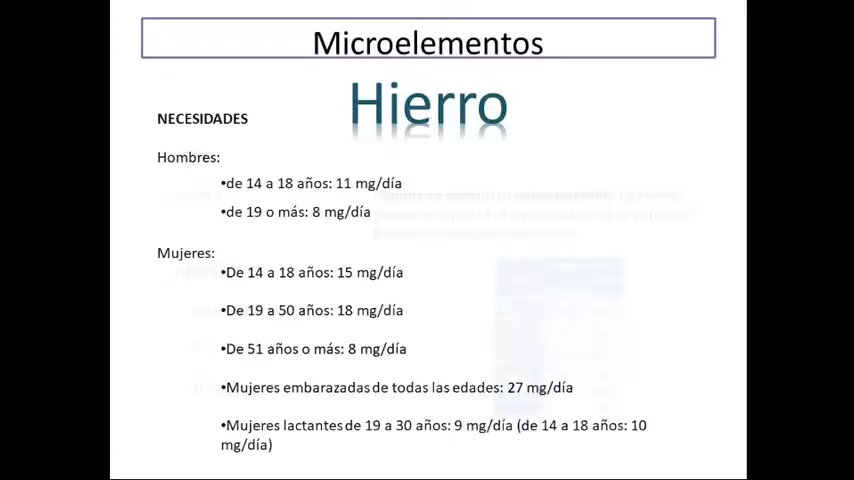 Microelementos
Hierro
NECESIDADES
Hombres:
•de 14 a 18 años: 11 mg/día
•de 19 o más: 8 mg/día
Mujeres:
•De 14 a 18 años: 15 mg/día
•De 19 a 50 años: 18 mg/día
•De 51 años o más: 8 mg/día
•Mujeres embarazadas de todas las edades: 27 mg/día
•Mujeres lactantes de 19 a 30 años: 9 mg/día (de 14 a 18 años: 10
mg/día)